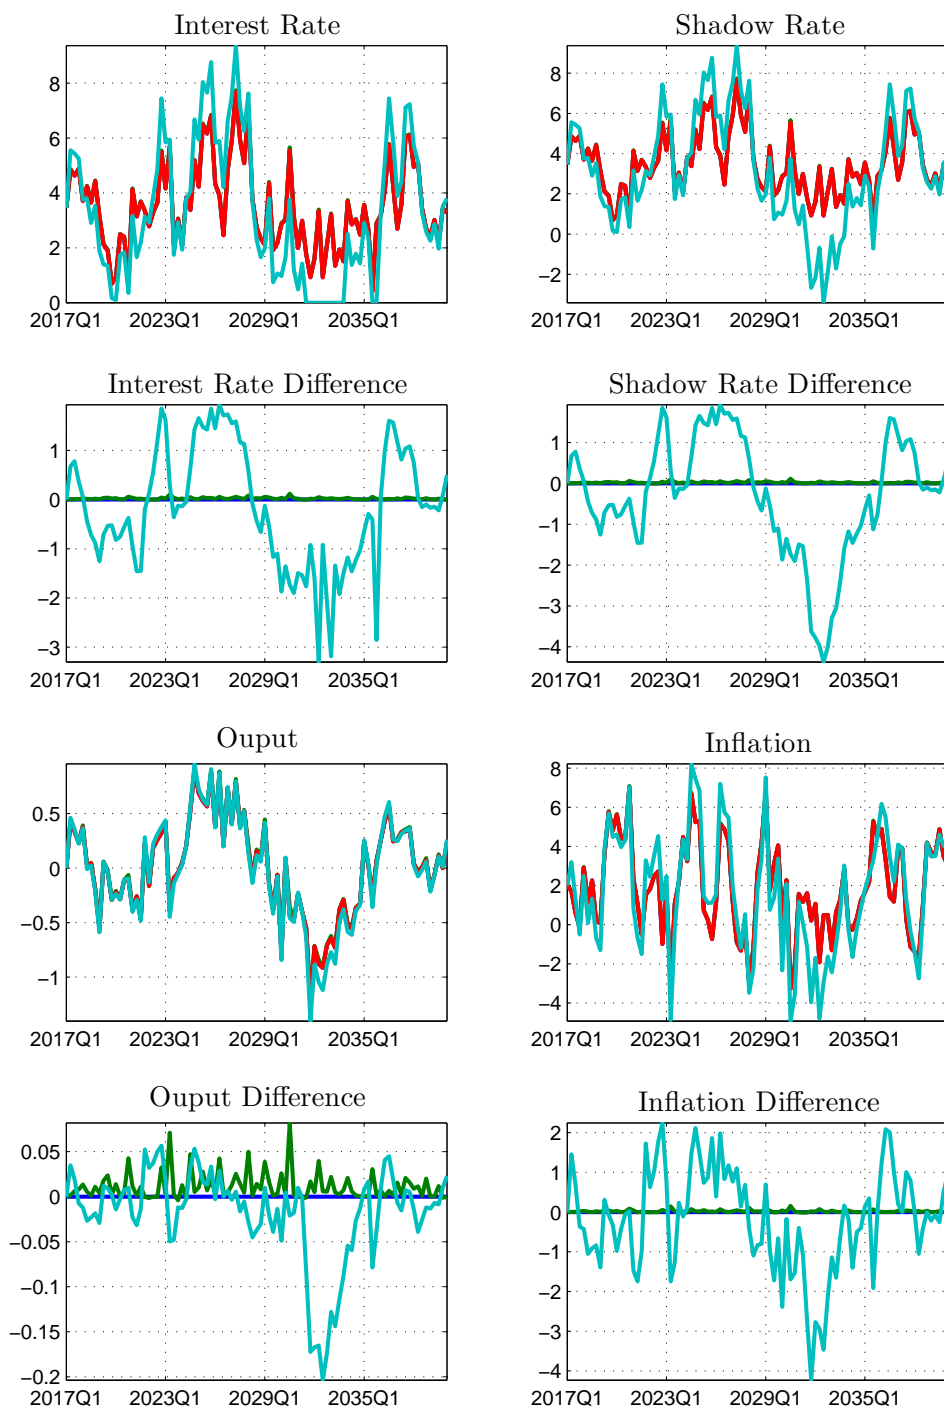 Interest Rate
8
6
4
2
0
2017Q1 2023Q1 2029Q1 2035Q1
Shadow Rate
8
6
4
2
0
−2
2017Q1 2023Q1 2029Q1 2035Q1
Interest Rate Difference
1
0
−1
−2
−3
2017Q1 2023Q1 2029Q1 2035Q1
Shadow Rate Difference
1
0
−1
−2
−3
−4
2017Q1 2023Q1 2029Q1 2035Q1
Ouput
0.5
0
−0.5
−1
2017Q1 2023Q1 2029Q1 2035Q1
Inflation
8
6
4
2
0
−2
−4
2017Q1 2023Q1 2029Q1 2035Q1
Ouput Difference
0.05
0
−0.05
−0.1
−0.15
−0.2
2017Q1 2023Q1 2029Q1 2035Q1
Inflation Difference
2
1
0
−1
−2
−3
−4
2017Q1 2023Q1 2029Q1 2035Q1